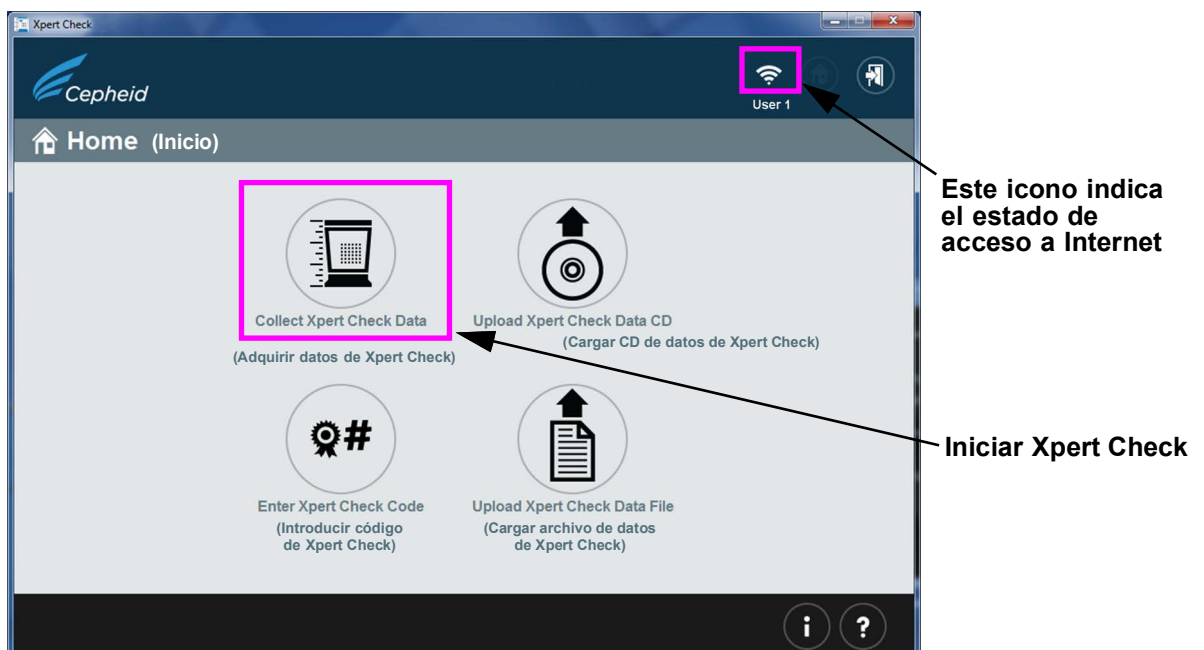 Xpert Check
Cepheid
User 1
Home (Inicio)
Este icono indica
el estado de
acceso a Internet
Collect Xpert Check Data
(Adquirir datos de Xpert Check)
Upload Xpert Check Data CD
(Cargar CD de datos de Xpert Check)
Iniciar Xpert Check
#
Enter Xpert Check Code
(Introducir código
de Xpert Check)
Upload Xpert Check Data File
(Cargar archivo de datos
de Xpert Check)
i ?